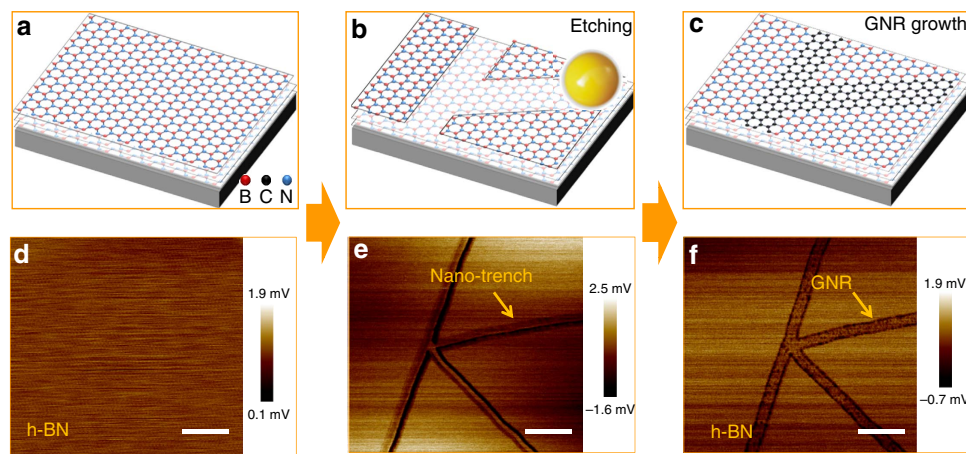 a
B C N
b
Etching
c
GNR growth
d
h-BN
1.9 mV
0.1 mV
e
Nano-trench
2.5 mV
–1.6 mV
f
GNR
h-BN
1.9 mV
–0.7 mV